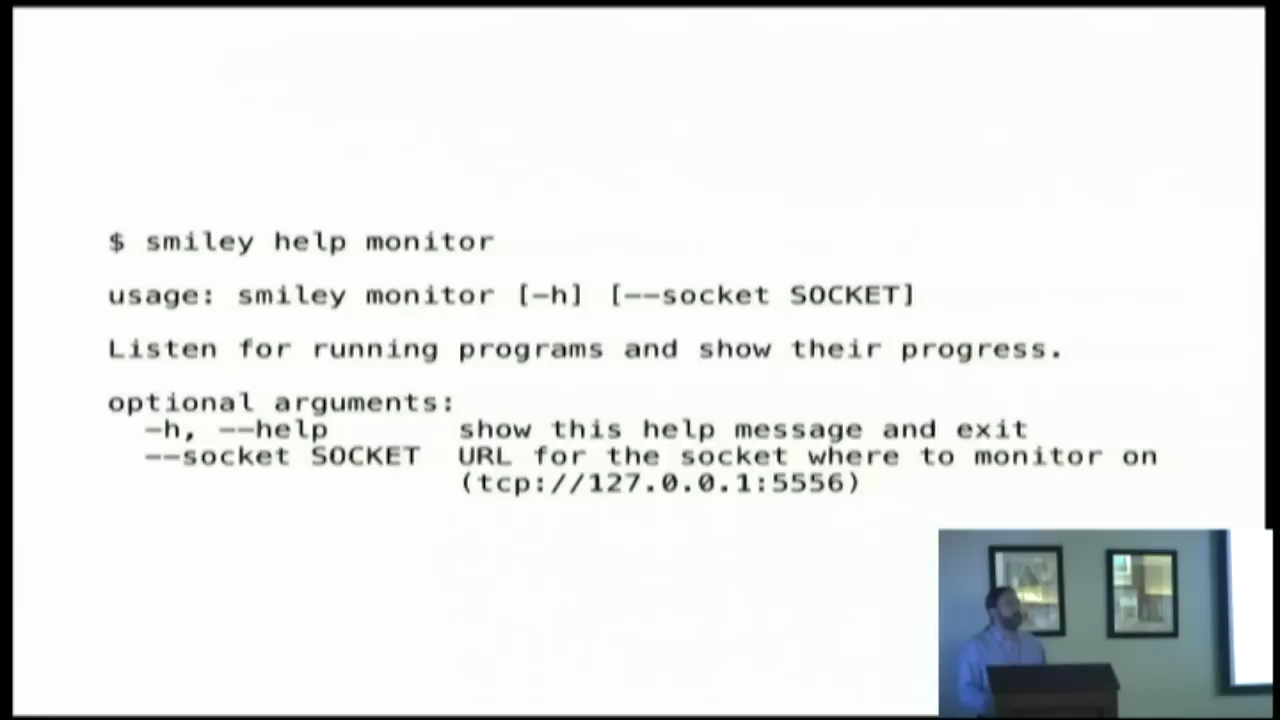 $ smiley help monitor
usage: smiley monitor [-h] [--socket SOCKET]
Listen for running programs and show their progress.
optional arguments:
-h, --help show this help message and exit
--socket SOCKET URL for the socket where to monitor on
(tcp://127.0.0.1:5556)